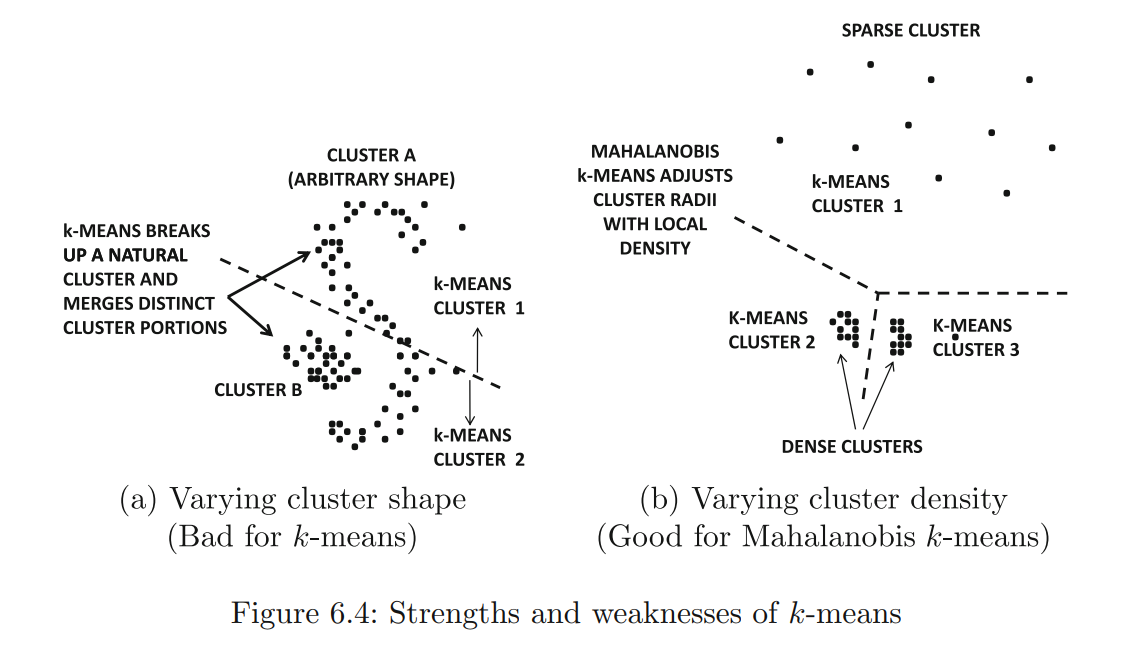 CLUSTER A
(ARBITRARY SHAPE)
k-MEANS BREAKS
UP A NATURAL
CLUSTER AND
MERGES DISTINCT
CLUSTER PORTIONS
k-MEANS
CLUSTER 1
CLUSTER B
k-MEANS
CLUSTER 2
(a) Varying cluster shape
(Bad for k-means)
SPARSE CLUSTER
MAHALANOBIS
k-MEANS ADJUSTS
CLUSTER RADII
WITH LOCAL
DENSITY
k-MEANS
CLUSTER 1
K-MEANS
CLUSTER 2
K-MEANS
CLUSTER 3
DENSE CLUSTERS
(b) Varying cluster density
(Good for Mahalanobis k-means)
Figure 6.4: Strengths and weaknesses of k-means